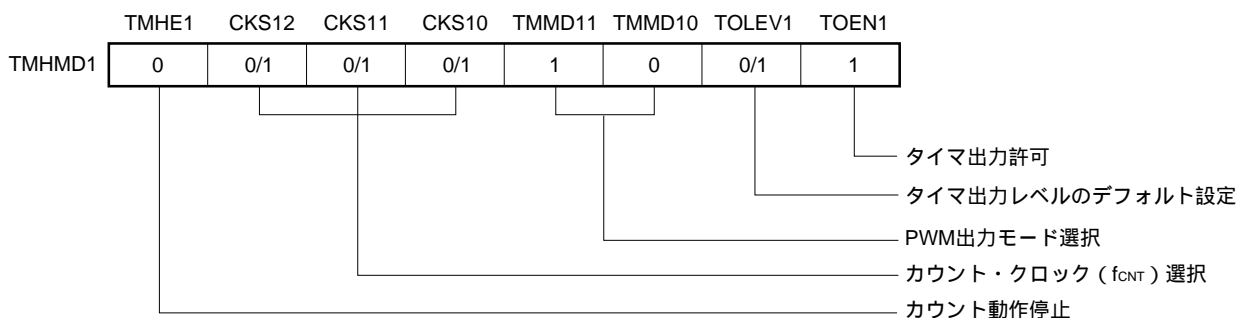 TMHE1 CKS12 CKS11 CKS10 TMMD11 TMMD10 TOLEV1 TOEN1
TMHMD1 0 0/1 0/1 0/1 1 0 0/1 1
タイマ出力許可
タイマ出力レベルのデフォルト設定
PWM出力モード選択
カウント・クロック（fCNT）選択
カウント動作停止